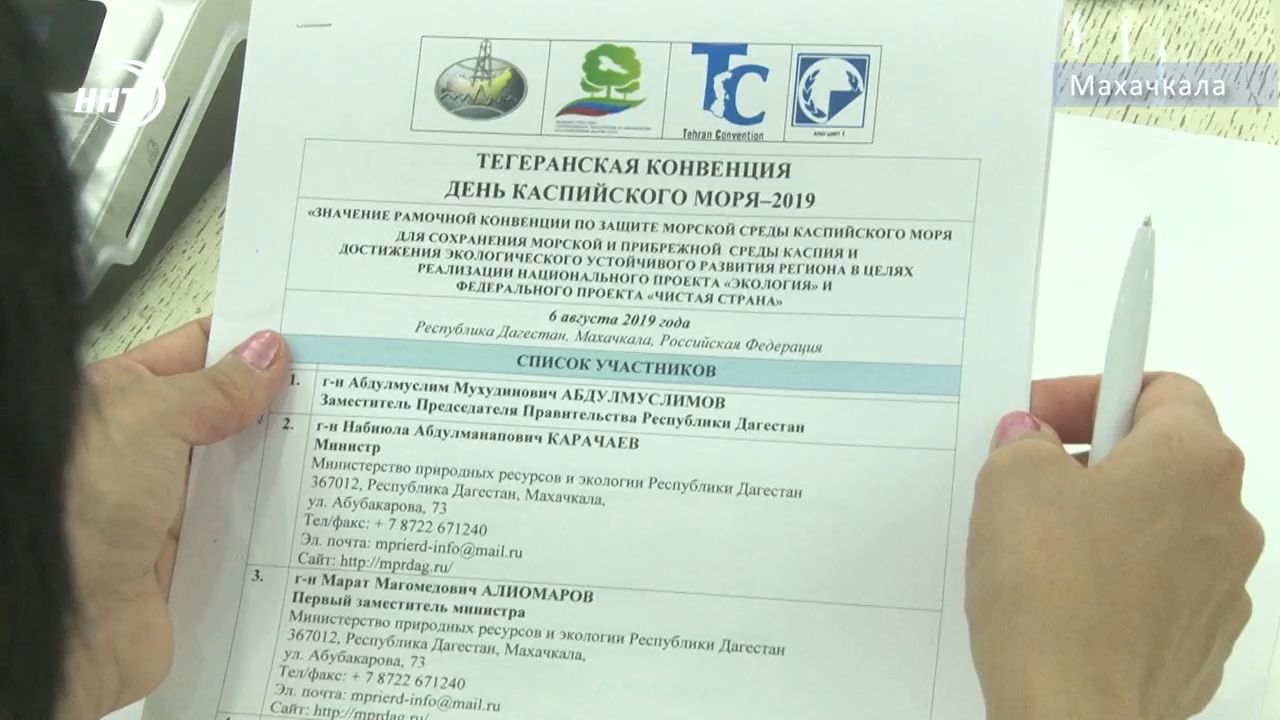 ННТ
Махачкала
Tehran Convention
ТЕГЕРАНСКАЯ КОНВЕНЦИЯ
ДЕНЬ КАСПИЙСКОГО МОРЯ–2019
«ЗНАЧЕНИЕ РАМОЧНОЙ КОНВЕНЦИИ ПО ЗАЩИТЕ МОРСКОЙ СРЕДЫ КАСПИЙСКОГО МОРЯ
ДЛЯ СОХРАНЕНИЯ МОРСКОЙ И ПРИБРЕЖНОЙ СРЕДЫ КАСПИЯ И
ДОСТИЖЕНИЯ ЭКОЛОГИЧЕСКОГО УСТОЙЧИВОГО РАЗВИТИЯ РЕГИОНА В ЦЕЛЯХ
РЕАЛИЗАЦИИ НАЦИОНАЛЬНОГО ПРОЕКТА «ЭКОЛОГИЯ» И
ФЕДЕРАЛЬНОГО ПРОЕКТА «ЧИСТАЯ СТРАНА»
6 августа 2019 года
Республика Дагестан, Махачкала, Российская Федерация
СПИСОК УЧАСТНИКОВ
1. г-н Абдулмуслим Мухудинович АБДУЛМУСЛИМОВ
Заместитель Председателя Правительства Республики Дагестан
2. г-н Набиюла Абдулманапович КАРАЧАЕВ
Министр
Министерство природных ресурсов и экологии Республики Дагестан
367012, Республика Дагестан, Махачкала,
ул. Абубакарова, 73
Тел/факс: + 7 8722 671240
Эл. почта: mprierd-info@mail.ru
Сайт: http://mprdag.ru/
3. г-н Марат Магомедович АЛИОМАРОВ
Первый заместитель министра
Министерство природных ресурсов и экологии Республики Дагестан
367012, Республика Дагестан, Махачкала,
ул. Абубакарова, 73
Тел/факс: + 7 8722 671240
Эл. почта: mprierd-info@mail.ru
Сайт: http://mprdag.ru/